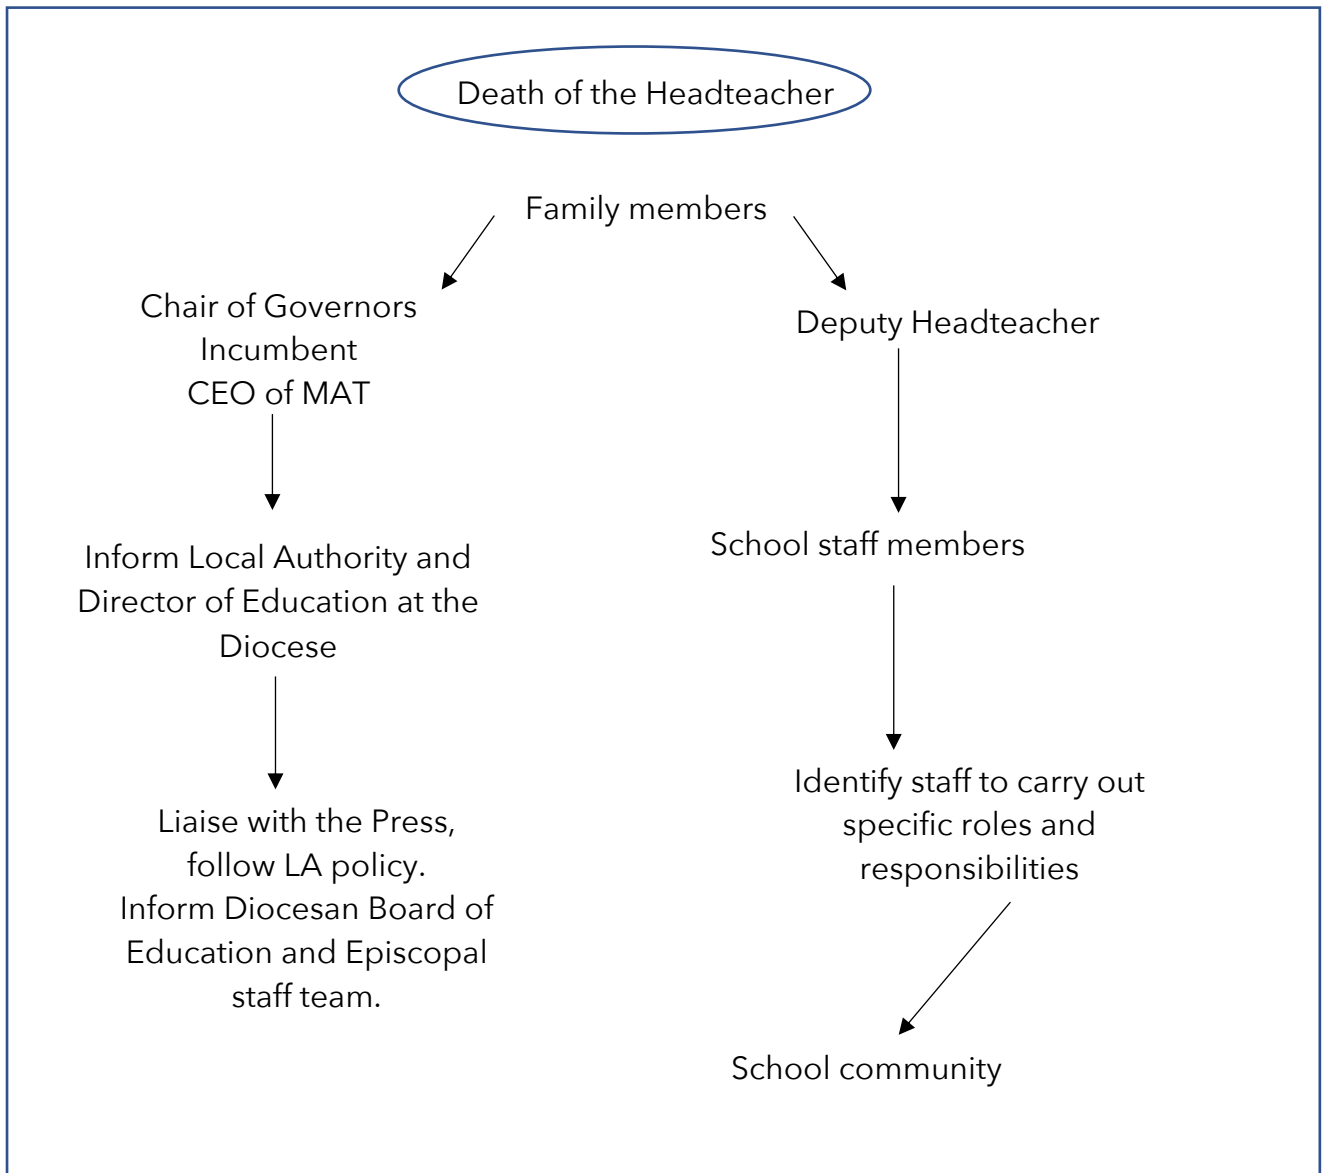 Death of the Headteacher
Family members
Chair of Governors
Incumbent
CEO of MAT
Deputy Headteacher
Inform Local Authority and
Director of Education at the
Diocese
School staff members
Liaise with the Press,
follow LA policy.
Inform Diocesan Board of
Education and Episcopal
staff team.
Identify staff to carry out
specific roles and
responsibilities
School community